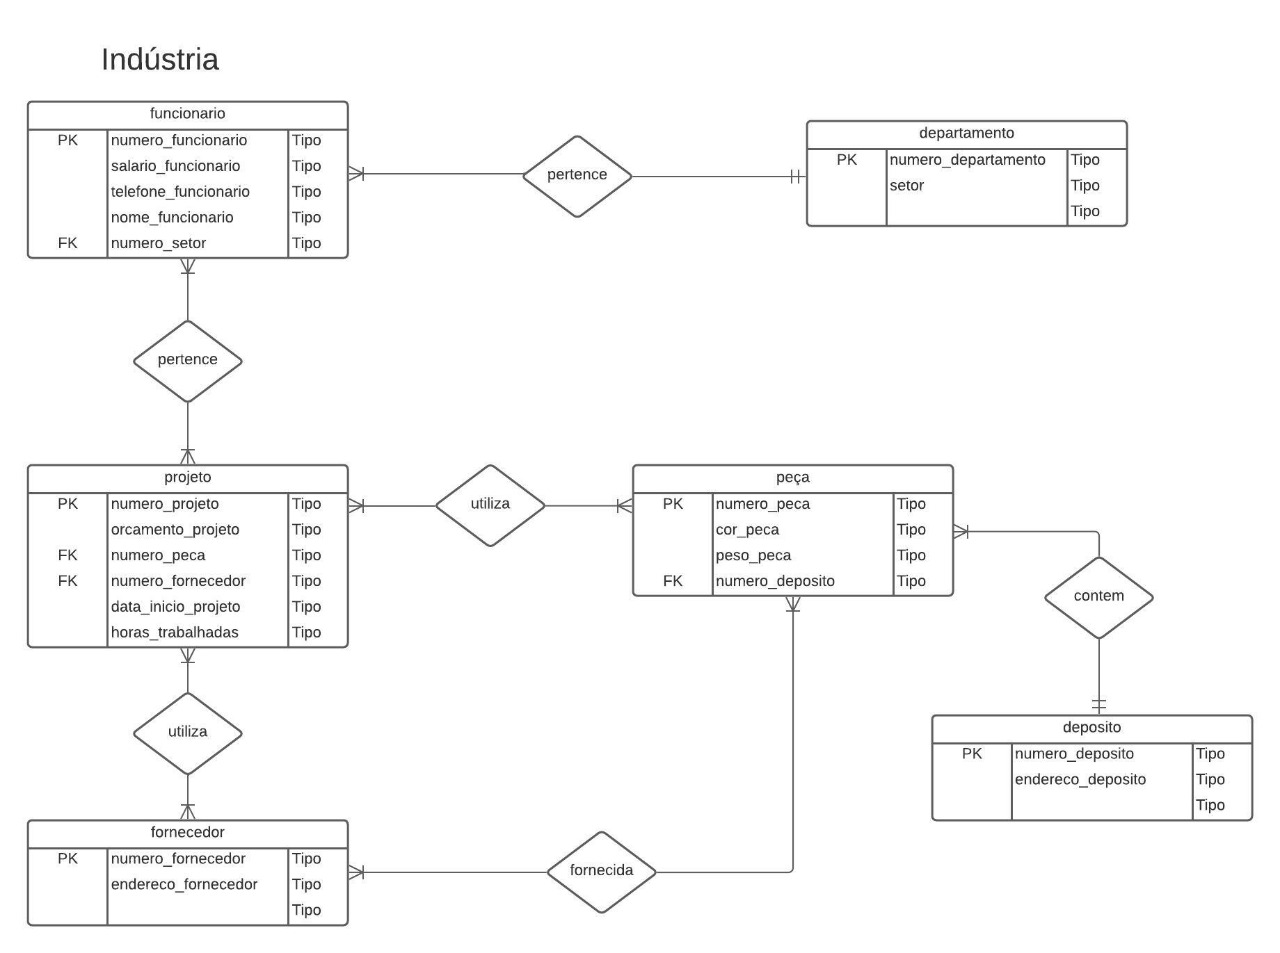 Indústria
funcionario
PK numero_funcionario Tipo
salario_funcionario Tipo
telefone_funcionario Tipo
nome_funcionario Tipo
FK numero_setor Tipo
pertence
departamento
PK numero_departamento Tipo
setor Tipo
Tipo
pertence
projeto
PK numero_projeto Tipo
orcamento_projeto Tipo
FK numero_peca Tipo
FK numero_fornecedor Tipo
data_inicio_projeto Tipo
horas_trabalhadas Tipo
utiliza
peça
PK numero_peca Tipo
cor_peca Tipo
peso_peca Tipo
FK numero_deposito Tipo
contem
utiliza
deposito
PK numero_deposito Tipo
endereco_deposito Tipo
Tipo
fornecedor
PK numero_fornecedor Tipo
endereco_fornecedor Tipo
Tipo
fornecida